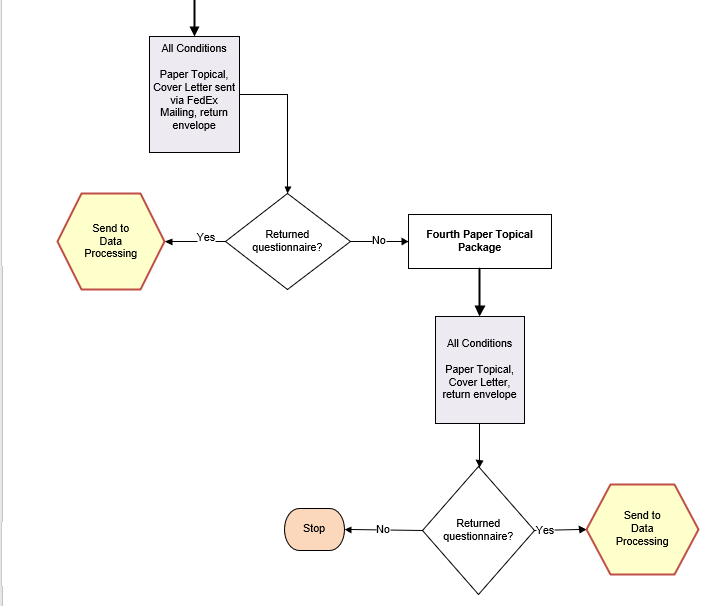 All Conditions
Paper Topical,
Cover Letter sent
via FedEx
Mailing, return
envelope
Send to
Data
Processing
Yes
Returned
questionnaire?
No
Fourth Paper Topical
Package
All Conditions
Paper Topical,
Cover Letter,
return envelope
Stop
No
Returned
questionnaire?
Yes
Send to
Data
Processing